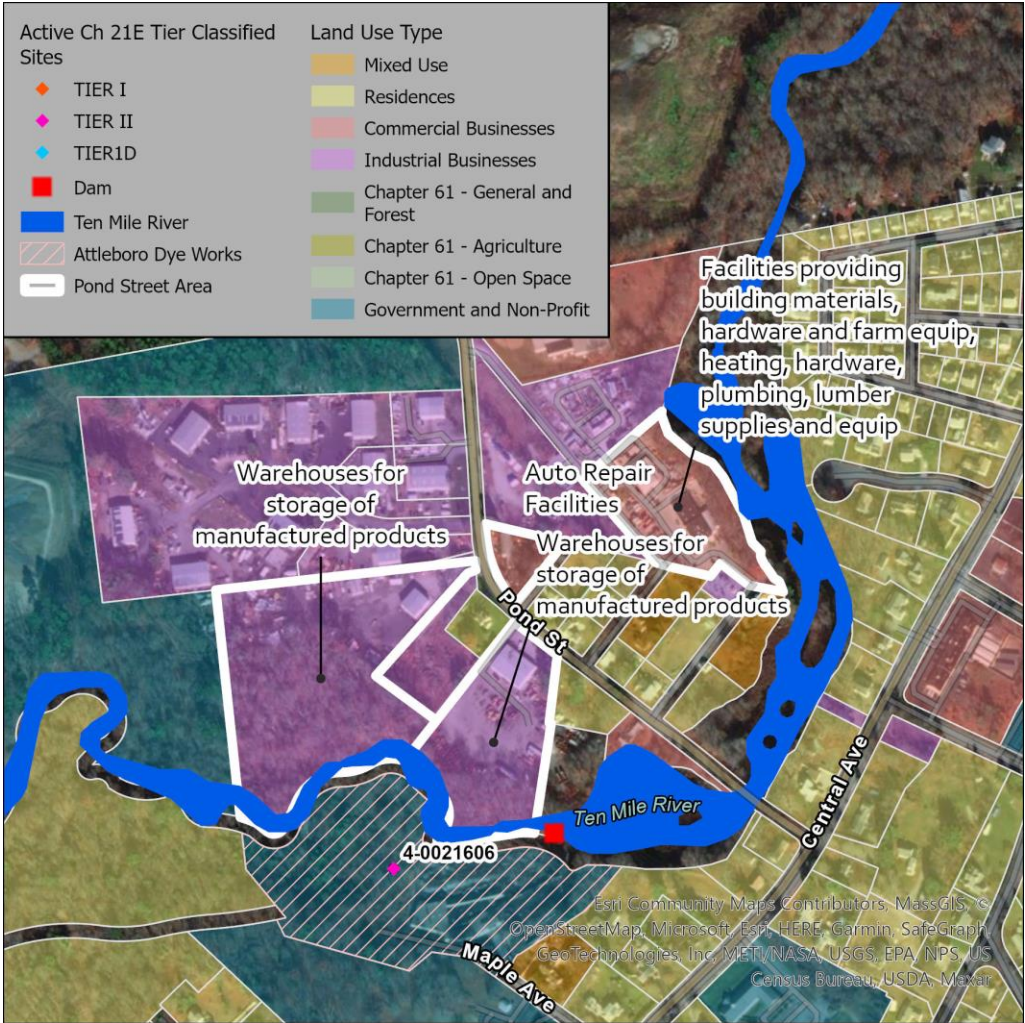 Active Ch 21E Tier Classified
Sites
TIER I
TIER II
TIER1D
Dam
Ten Mile River
Attleboro Dye Works
Pond Street Area
Land Use Type
Mixed Use
Residences
Commercial Businesses
Industrial Businesses
Chapter 61 - General and
Forest
Chapter 61 - Agriculture
Chapter 61 - Open Space
Government and Non-Profit
Facilities providing
building materials,
hardware and farm equip,
heating, hardware,
plumbing, lumber
supplies and equip
Warehouses for
storage of
manufactured products
Auto Repair
Facilities
Warehouses for
storage of
manufactured products
Pond St
Ten Mile River
Central Ave
4-0021606
Maple Ave
Esri Community Maps Contributors, MassGIS, ©
OpenStreetMap, Microsoft, Esri, HERE, Garmin, SafeGraph,
GeoTechnologies, Inc, METI/NASA, USGS, EPA, NPS, US
Census Bureau, USDA, Maxar